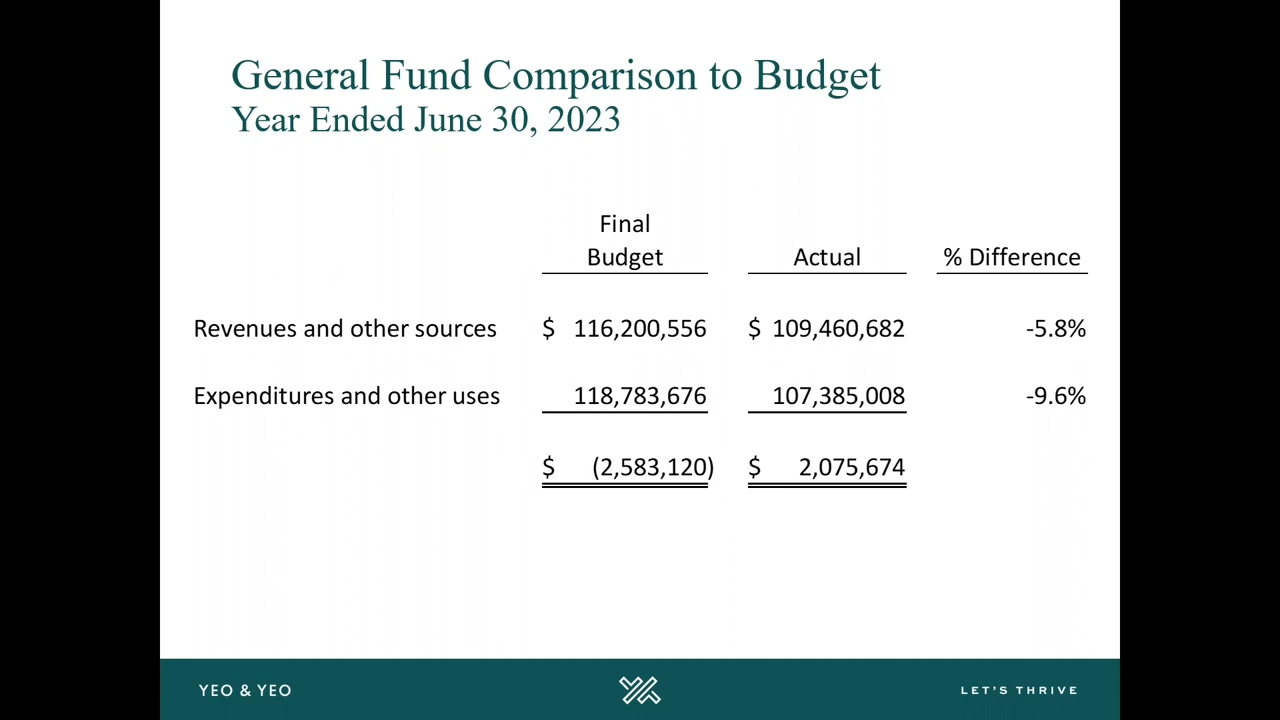 General Fund Comparison to Budget
Year Ended June 30, 2023
Final
Budget Actual % Difference
Revenues and other sources $ 116,200,556 $ 109,460,682 -5.8%
Expenditures and other uses 118,783,676 107,385,008 -9.6%
$ (2,583,120) $ 2,075,674
YEO & YEO LET'S THRIVE